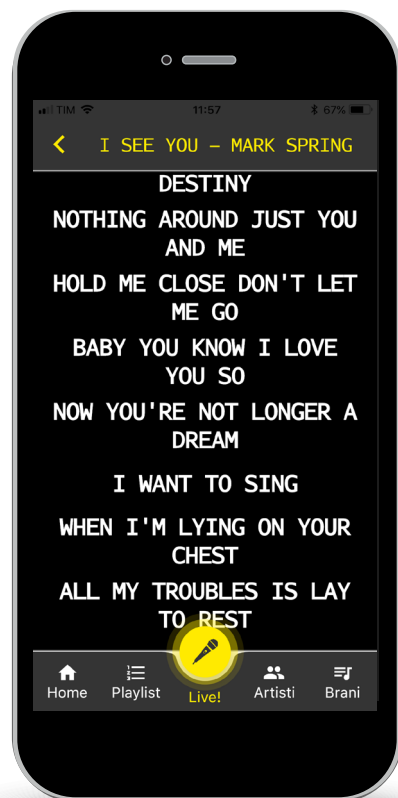 TIM 11:57 67%
I SEE YOU – MARK SPRING
DESTINY
NOTHING AROUND JUST YOU
AND ME
HOLD ME CLOSE DON'T LET
ME GO
BABY YOU KNOW I LOVE
YOU SO
NOW YOU'RE NOT LONGER A
DREAM
I WANT TO SING
WHEN I'M LYING ON YOUR
CHEST
ALL MY TROUBLES IS LAY
TO REST
Home Playlist Live! Artisti Brani